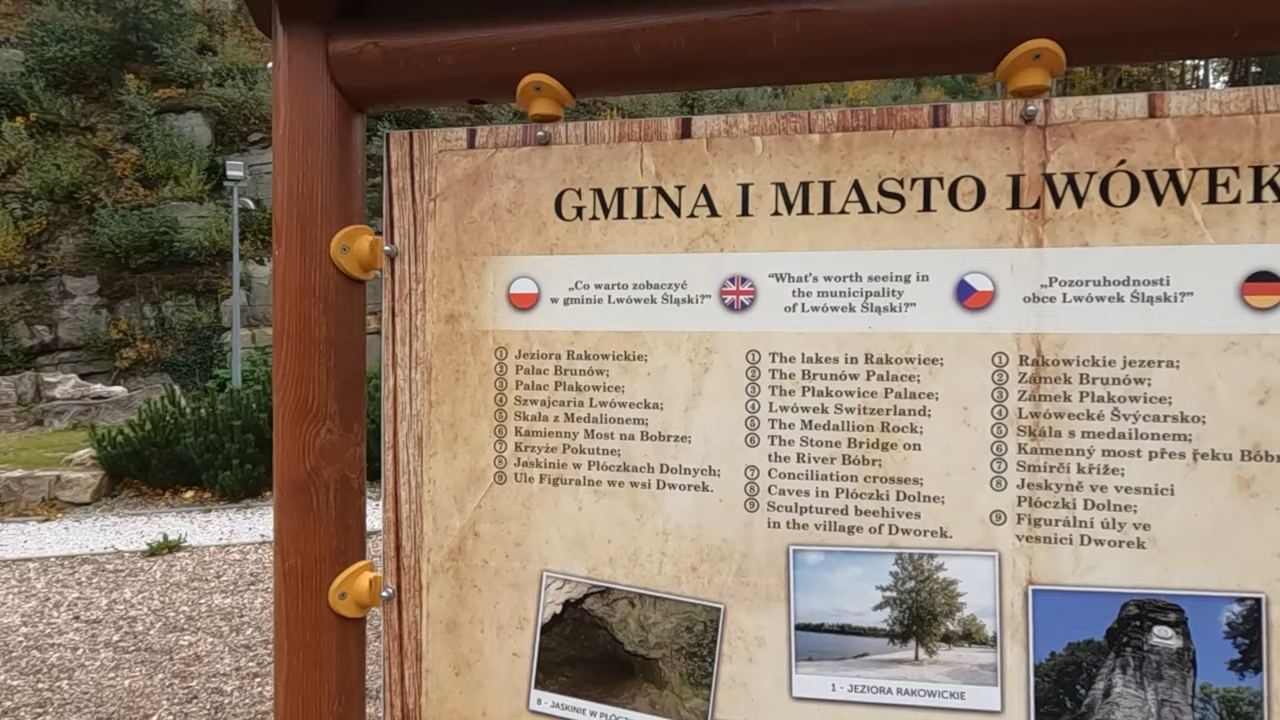 GMINA I MIASTO LWÓWEK
„Co warto zobaczyć
w gminie Lwówek Śląski?”
“What’s worth seeing in
the municipality
of Lwówek Śląski?”
„Pozoruhodnosti
obce Lwówek Śląski?”
① Jeziora Rakowickie;
② Pałac Brunów;
③ Pałac Płakowice;
④ Szwajcaria Lwówecka;
⑤ Skała z Medalionem;
⑥ Kamienny Most na Bobrze;
⑦ Krzyże Pokutne;
⑧ Jaskinie w Płóczkach Dolnych;
⑨ Ule Figuralne we wsi Dworek.
① The lakes in Rakowice;
② The Brunów Palace;
③ The Płakowice Palace;
④ Lwówek Switzerland;
⑤ The Medallion Rock;
⑥ The Stone Bridge on
the River Bóbr;
⑦ Conciliation crosses;
⑧ Caves in Płóczki Dolne;
⑨ Sculptured beehives
in the village of Dworek.
① Rakowickie jezera;
② Zámek Brunów;
③ Zámek Płakowice;
④ Lwówecké Švýcarsko;
⑤ Skála s medailonem;
⑥ Kamenný most přes řeku Bóbr
⑦ Smírčí kříže;
⑧ Jeskyně ve vesnici
Płóczki Dolne;
⑨ Figurální úly ve
vesnici Dworek
8 - JASKINIE W
1 - JEZIORA RAKOWICKIE